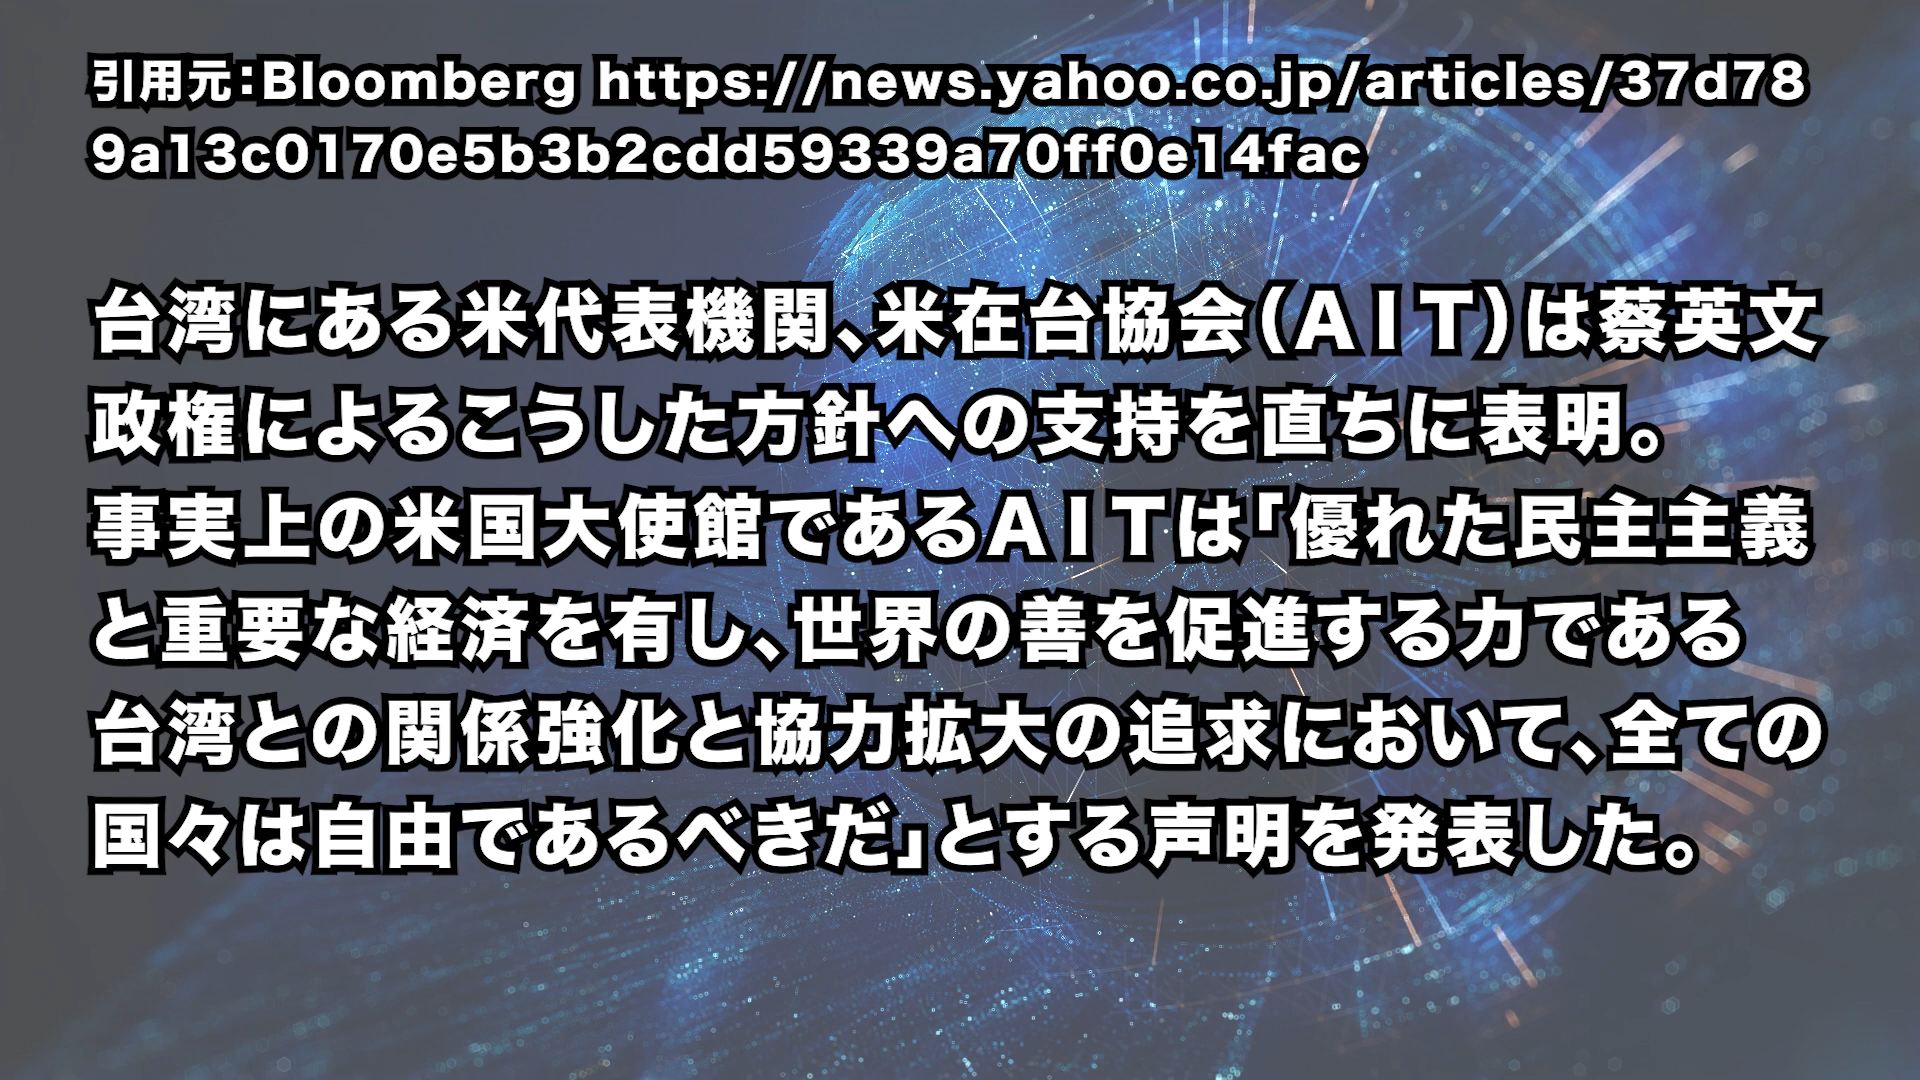 引用元：Bloomberg https://news.yahoo.co.jp/articles/37d78
9a13c0170e5b3b2cdd59339a70ff0e14fac
台湾にある米代表機関、米在台協会（ＡＩＴ）は蔡英文
政権によるこうした方針への支持を直ちに表明。
事実上の米国大使館であるＡＩＴは「優れた民主主義
と重要な経済を有し、世界の善を促進する力である
台湾との関係強化と協力拡大の追求において、全ての
国々は自由であるべきだ」とする声明を発表した。